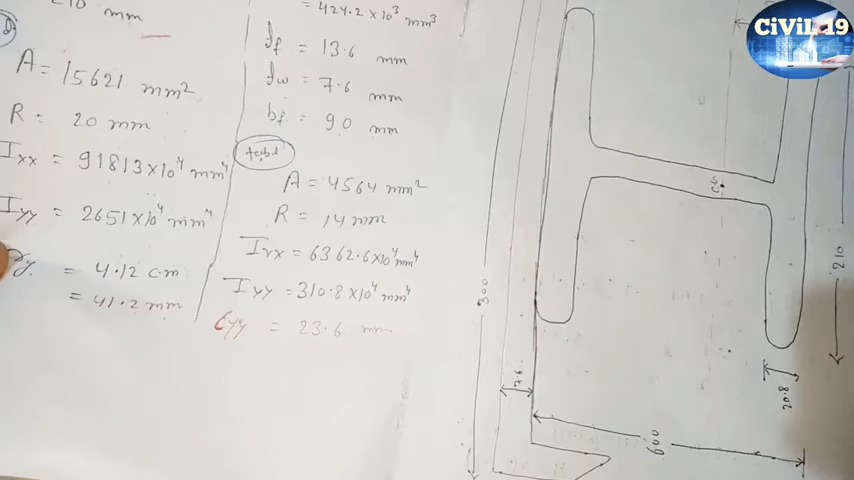 210 mm
A = 15621 mm²
R = 20 mm
Ixx = 91813×10⁴ mm⁴
Iyy = 2651×10⁴ mm⁴
= 4.12 cm
= 41.2 mm
= 424.2×10³ mm³
tf = 13.6 mm
tw = 7.6 mm
bf = 90 mm
A = 4564 mm²
R = 14 mm
Ixx = 6362.6×10⁴ mm⁴
Iyy = 310.8×10⁴ mm⁴
Cyy = 23.6 mm
CiViL 19
300
7.6
600
20.8
210